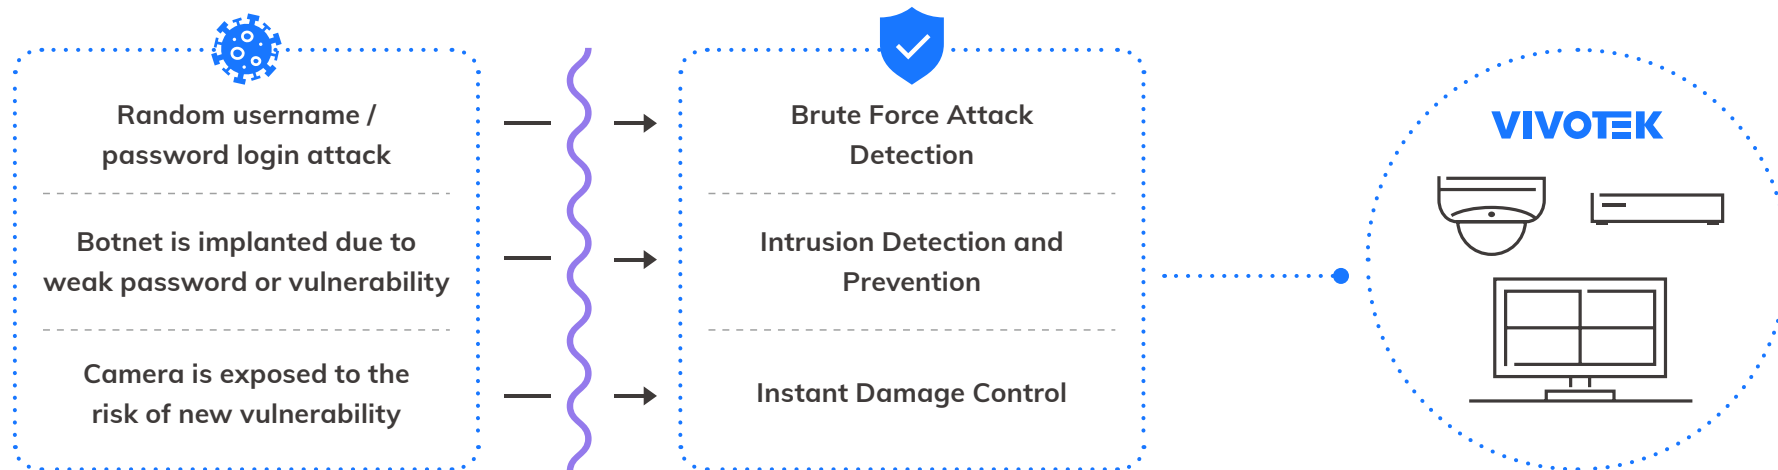 Random username /
password login attack
Botnet is implanted due to
weak password or vulnerability
Camera is exposed to the
risk of new vulnerability
Brute Force Attack
Detection
Intrusion Detection and
Prevention
Instant Damage Control
VIVOTEK